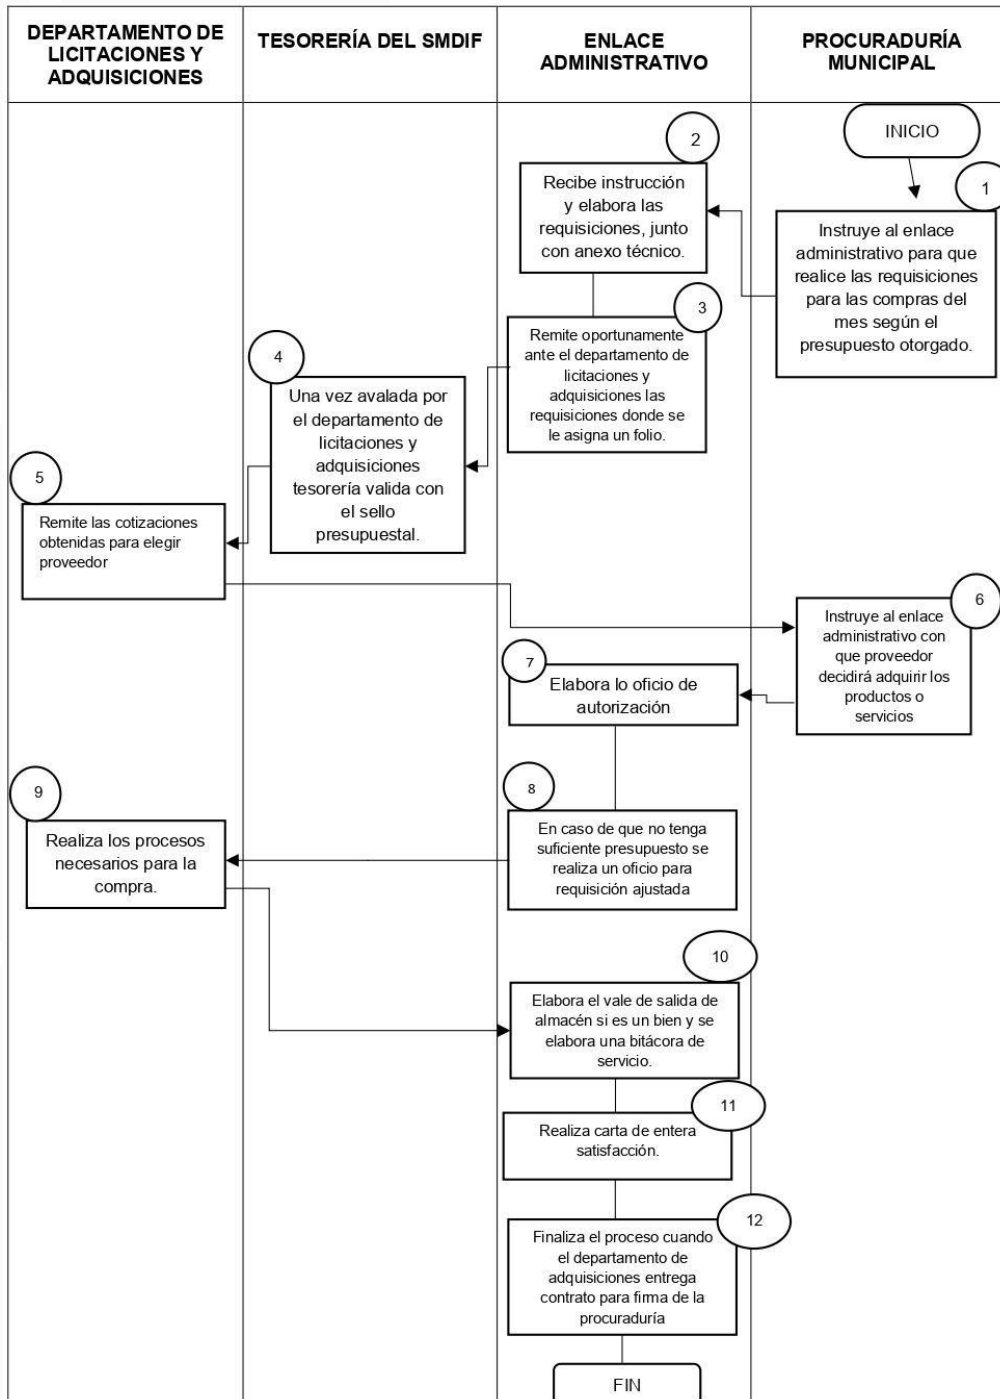 DEPARTAMENTO DE
LICITACIONES Y
ADQUISICIONES
TESORERÍA DEL SMDIF
ENLACE
ADMINISTRATIVO
PROCURADURÍA
MUNICIPAL
INICIO
1
Instruye al enlace
administrativo para que
realice las requisiciones
para las compras del
mes según el
presupuesto otorgado.
2
Recibe instrucción
y elabora las
requisiciones, junto
con anexo técnico.
3
Remite oportunamente
ante el departamento de
licitaciones y
adquisiciones las
requisiciones donde se
le asigna un folio.
4
Una vez avalada por
el departamento de
licitaciones y
adquisiciones
tesorería valida con
el sello
presupuestal.
5
Remite las cotizaciones
obtenidas para elegir
proveedor
6
Instruye al enlace
administrativo con
que proveedor
decidirá adquirir los
productos o
servicios
7
Elabora lo oficio de
autorización
8
En caso de que no tenga
suficiente presupuesto se
realiza un oficio para
requisición ajustada
9
Realiza los procesos
necesarios para la
compra.
10
Elabora el vale de salida de
almacén si es un bien y se
elabora una bitácora de
servicio.
11
Realiza carta de entera
satisfacción.
12
Finaliza el proceso cuando
el departamento de
adquisiciones entrega
contrato para firma de la
procuraduría
FIN